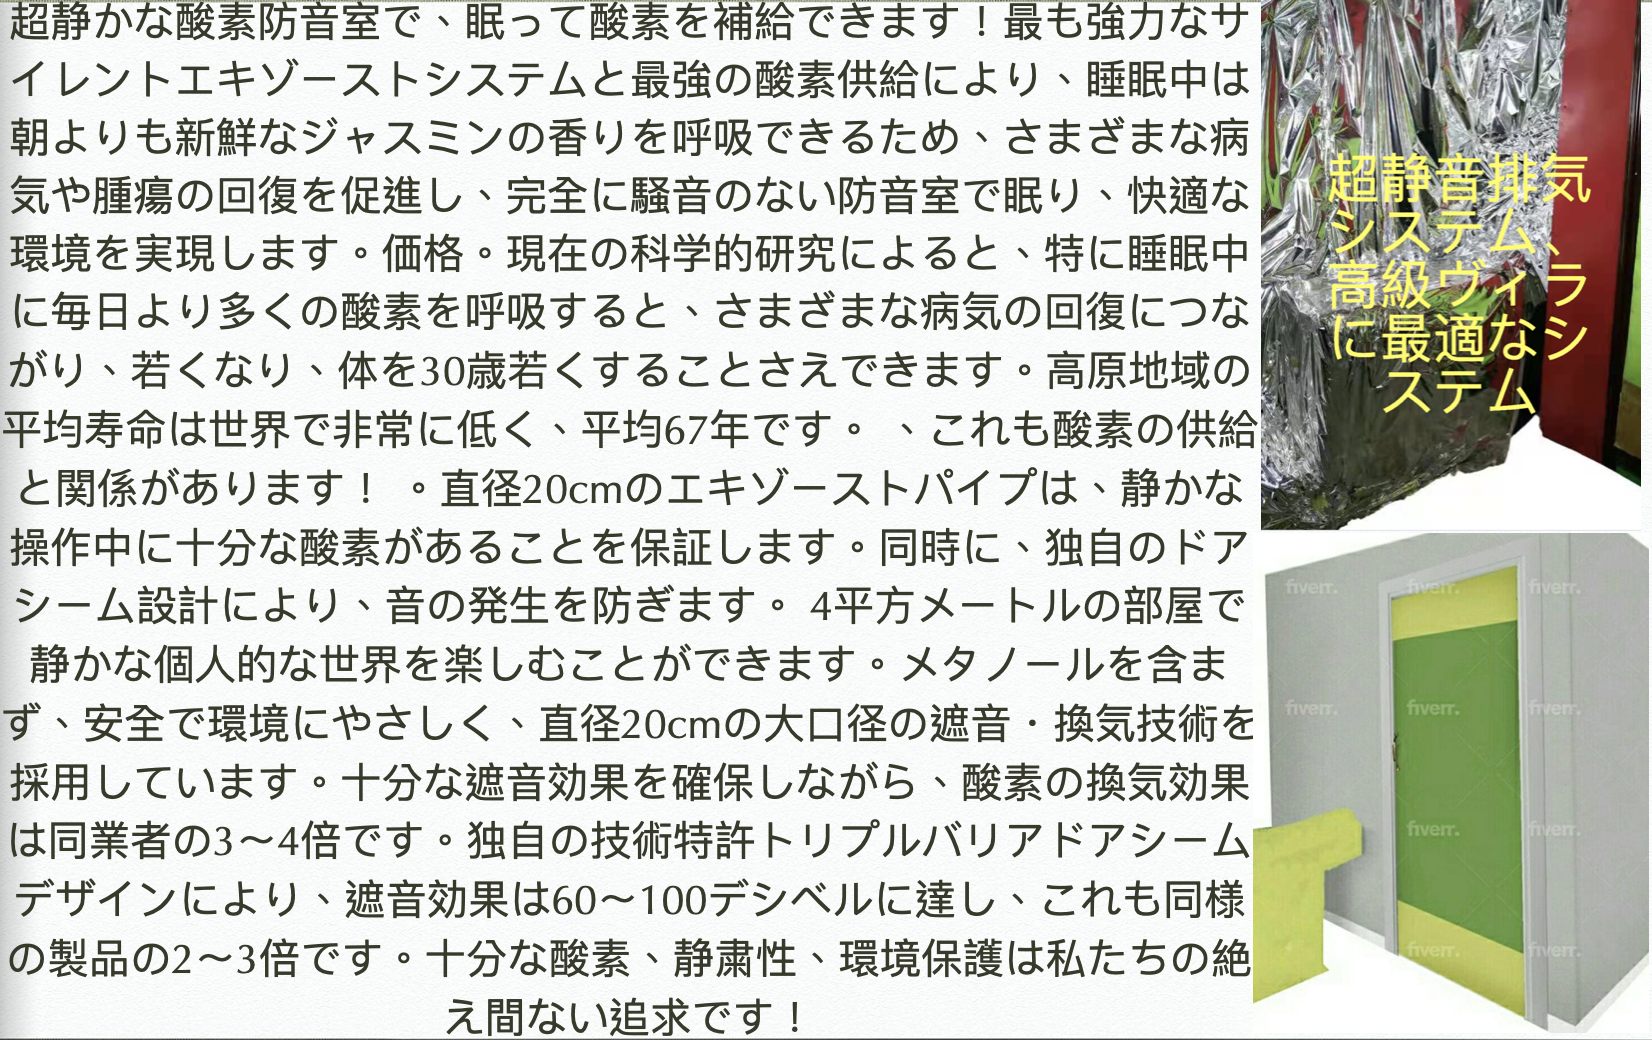 超静かな酸素防音室で、眠って酸素を補給できます！最も強力なサ
イレントエキゾーストシステムと最強の酸素供給により、睡眠中は
朝よりも新鮮なジャスミンの香りを呼吸できるため、さまざまな病
気や腫瘍の回復を促進し、完全に騒音のない防音室で眠り、快適な
環境を実現します。価格。現在の科学的研究によると、特に睡眠中
に毎日より多くの酸素を呼吸すると、さまざまな病気の回復につな
がり、若くなり、体を30歳若くすることさえできます。高原地域の
平均寿命は世界で非常に低く、平均67年です。 、これも酸素の供給
と関係があります！ 。直径20cmのエキゾーストパイプは、静かな
操作中に十分な酸素があることを保証します。同時に、独自のドア
シーム設計により、音の発生を防ぎます。 4平方メートルの部屋で
静かな個人的な世界を楽しむことができます。メタノールを含ま
ず、安全で環境にやさしく、直径20cmの大口径の遮音・換気技術を
採用しています。十分な遮音効果を確保しながら、酸素の換気効果
は同業者の3〜4倍です。独自の技術特許トリプルバリアドアシーム
デザインにより、遮音効果は60〜100デシベルに達し、これも同様
の製品の2〜3倍です。十分な酸素、静粛性、環境保護は私たちの絶
え間ない追求です！
超静音排気
システム、
高級ヴィラ
に最適なシ
ステム
fiverr. fiverr. fiverr.
fiverr. fiverr. fiverr.
fiverr. fiverr.
fiverr. fiverr.